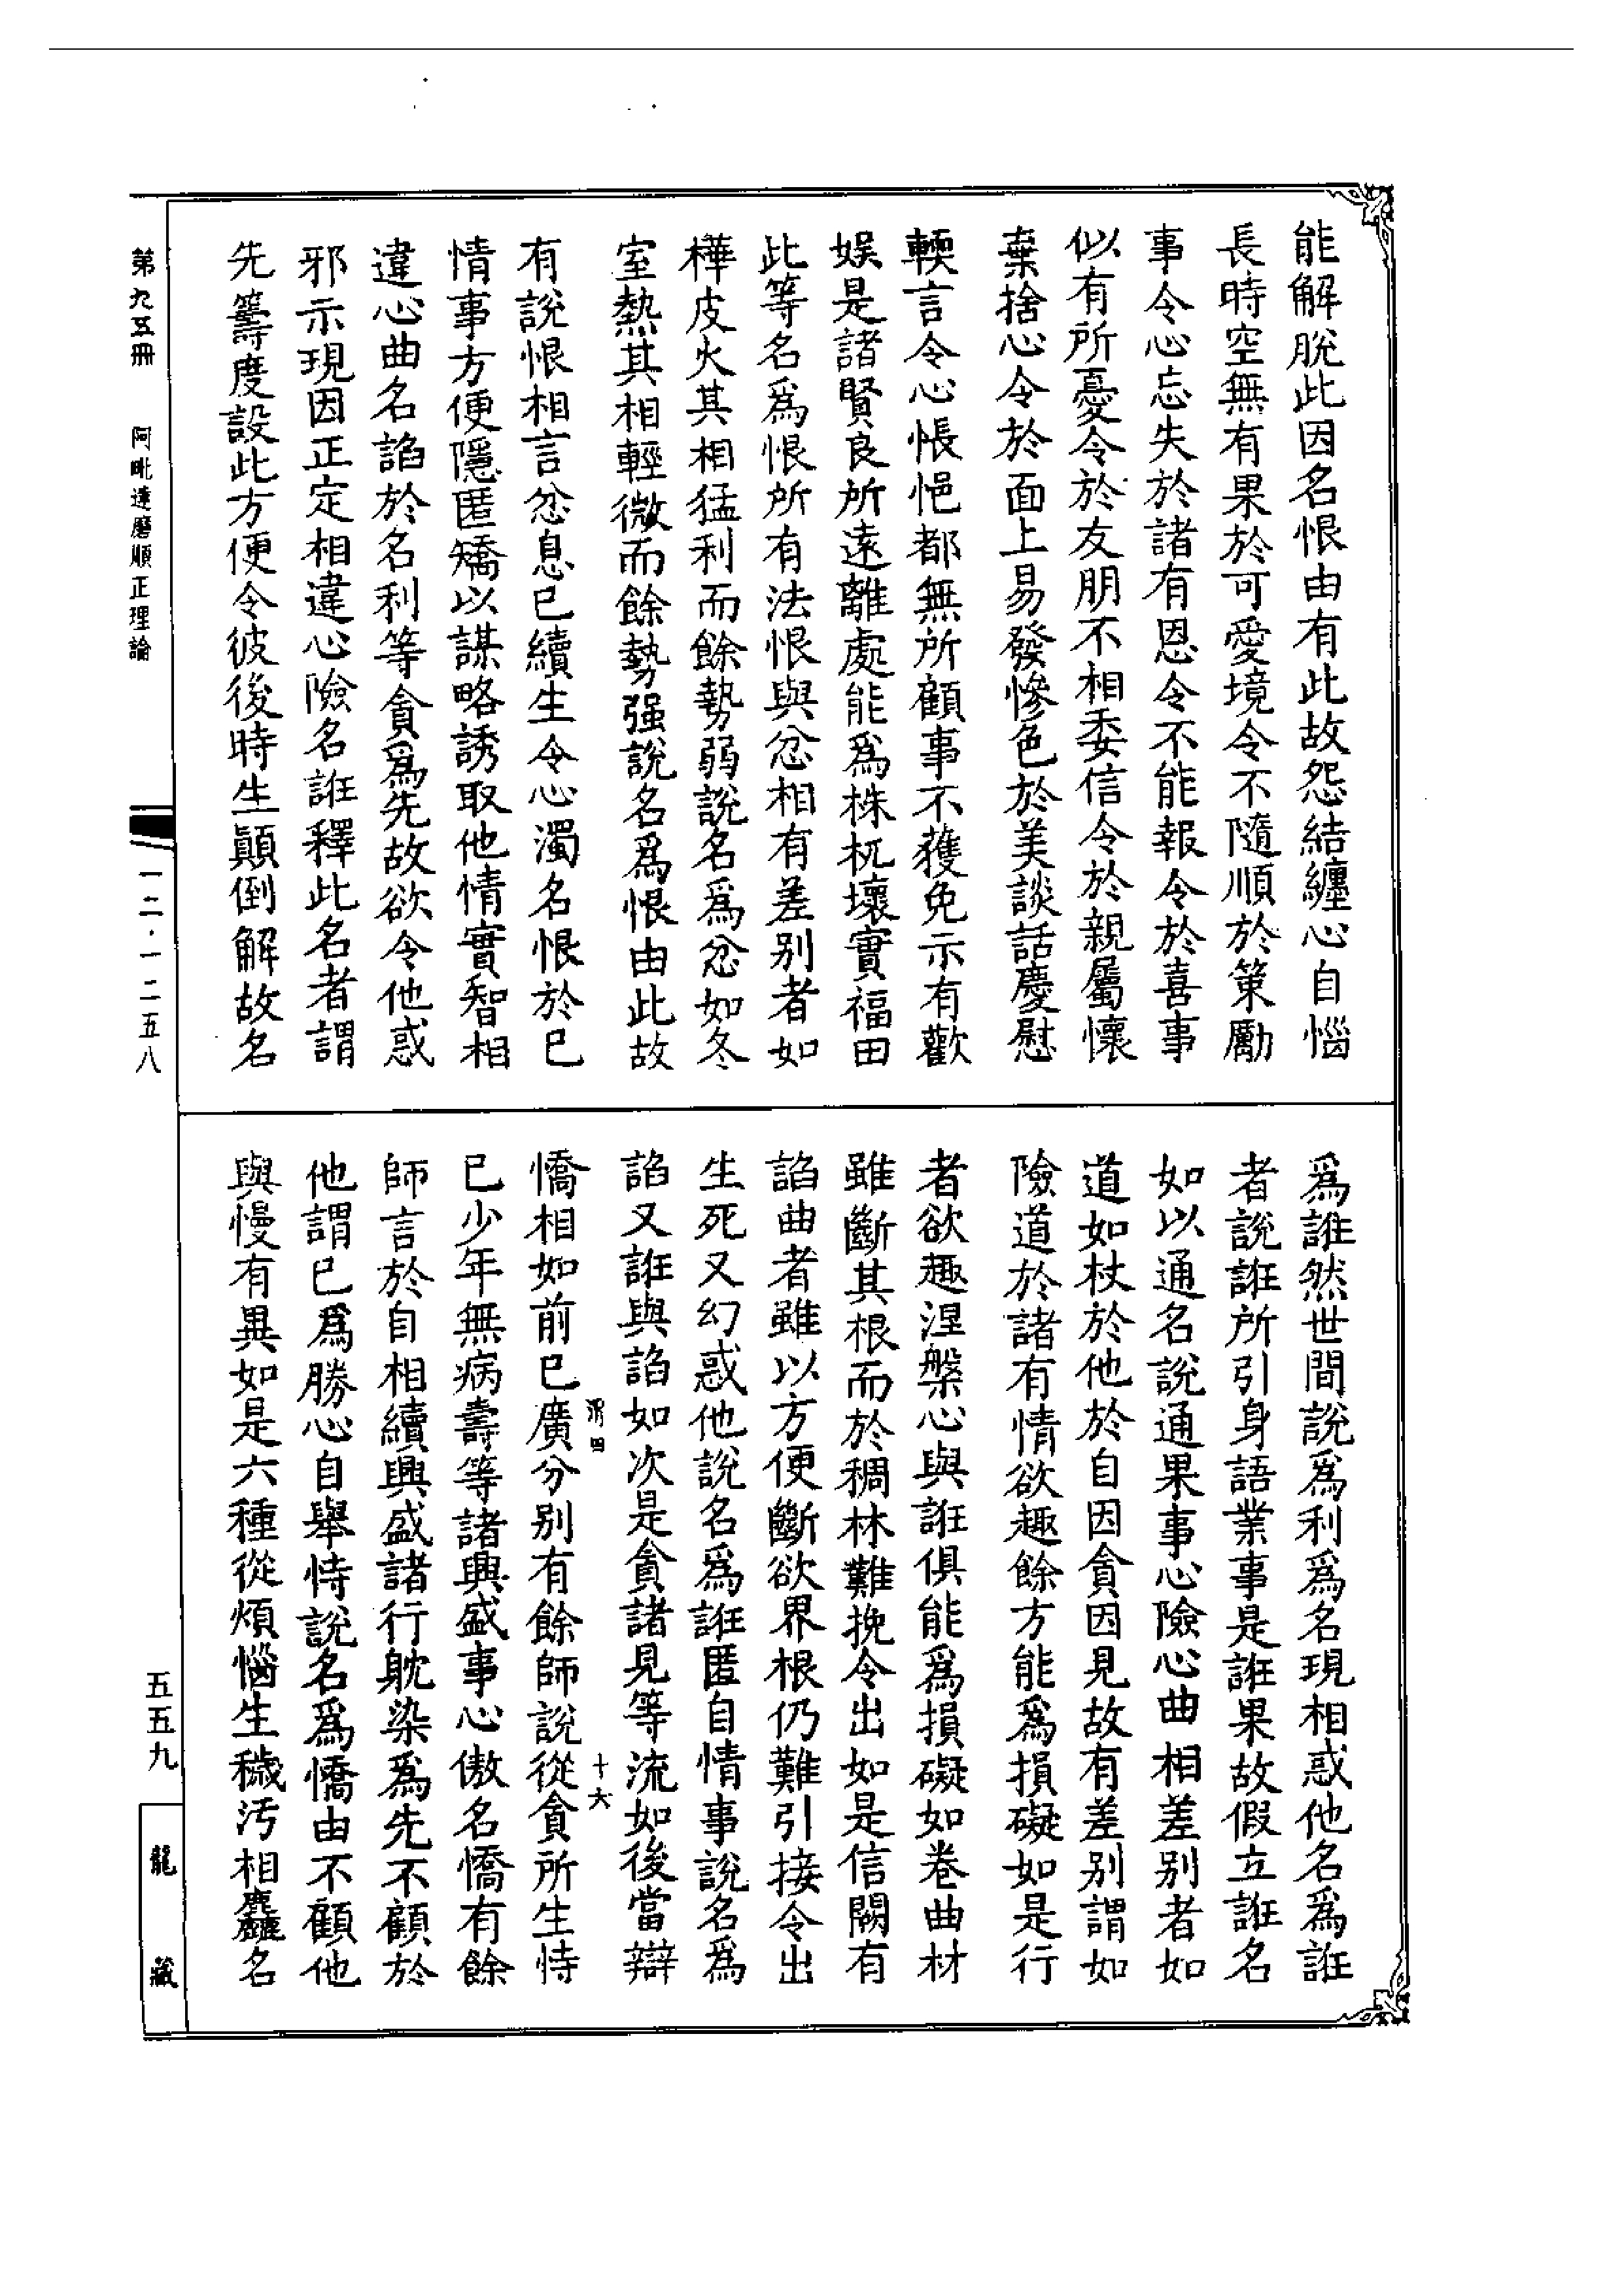 能解脫此因名恨由有此故怨結纏心自惱
長時空無有果於可愛境令不隨順於策勵
事令心忘失於諸有恩令不能報令於喜事
似有所憂令於友朋不相委信令於親屬懷
棄捨心令於面上易發慘色於美談話慶慰
輭言令心悵悒都無所顧事不獲免示有歡
娛是諸賢良所遠離處能為株杌壞實福田
此等名為恨所有法恨與忿相有差別者如
樺皮火其相猛利而餘勢弱說名為忿如冬
室熱其相輕微而餘勢强說名為恨由此故
有說恨相言忿息已續生令心濁名恨於已
情事方便隱匿矯以謀略誘取他情實智相
違心曲名諂於名利等貪為先故欲令他惑
邪示現因正定相違心險名誑釋此名者謂
先籌度設此方便令彼後時生顛倒解故名
為誑然世間說為利為名現相惑他名為誑
者說誑所引身語業事是誑果故假立誑名
如以通名說通果事心險心曲相差別者如
道如杖於他於自因貪因見故有差別謂如
險道於諸有情欲趣餘方能為損礙如是行
者欲趣涅槃心與誑俱能為損礙如卷曲材
雖斷其根而於稠林難挽令出如是信闕有
諂曲者雖以方便斷欲界根仍難引接令出
生死又幻惑他說名為誑匿自情事說名為
諂又誑與諂如次是貪諸見等流如後當辯
憍相如前已廣分別有餘師說從貪所生恃
已少年無病壽等諸興盛事心傲名憍有餘
師言於自相續興盛諸行躭染為先不顧於
他謂已為勝心自舉恃說名為憍由不顧他
與慢有異如是六種從煩惱生穢汚相麤名
謂四
十六
第九五冊 阿毗達磨順正理論
一二·一二五八
五五九
龍藏